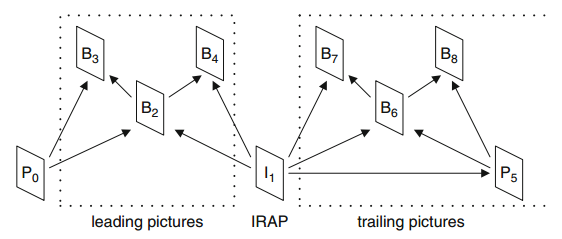 B3 B4 B7 B8
B2 B6
P0 I1 P5
leading pictures IRAP trailing pictures